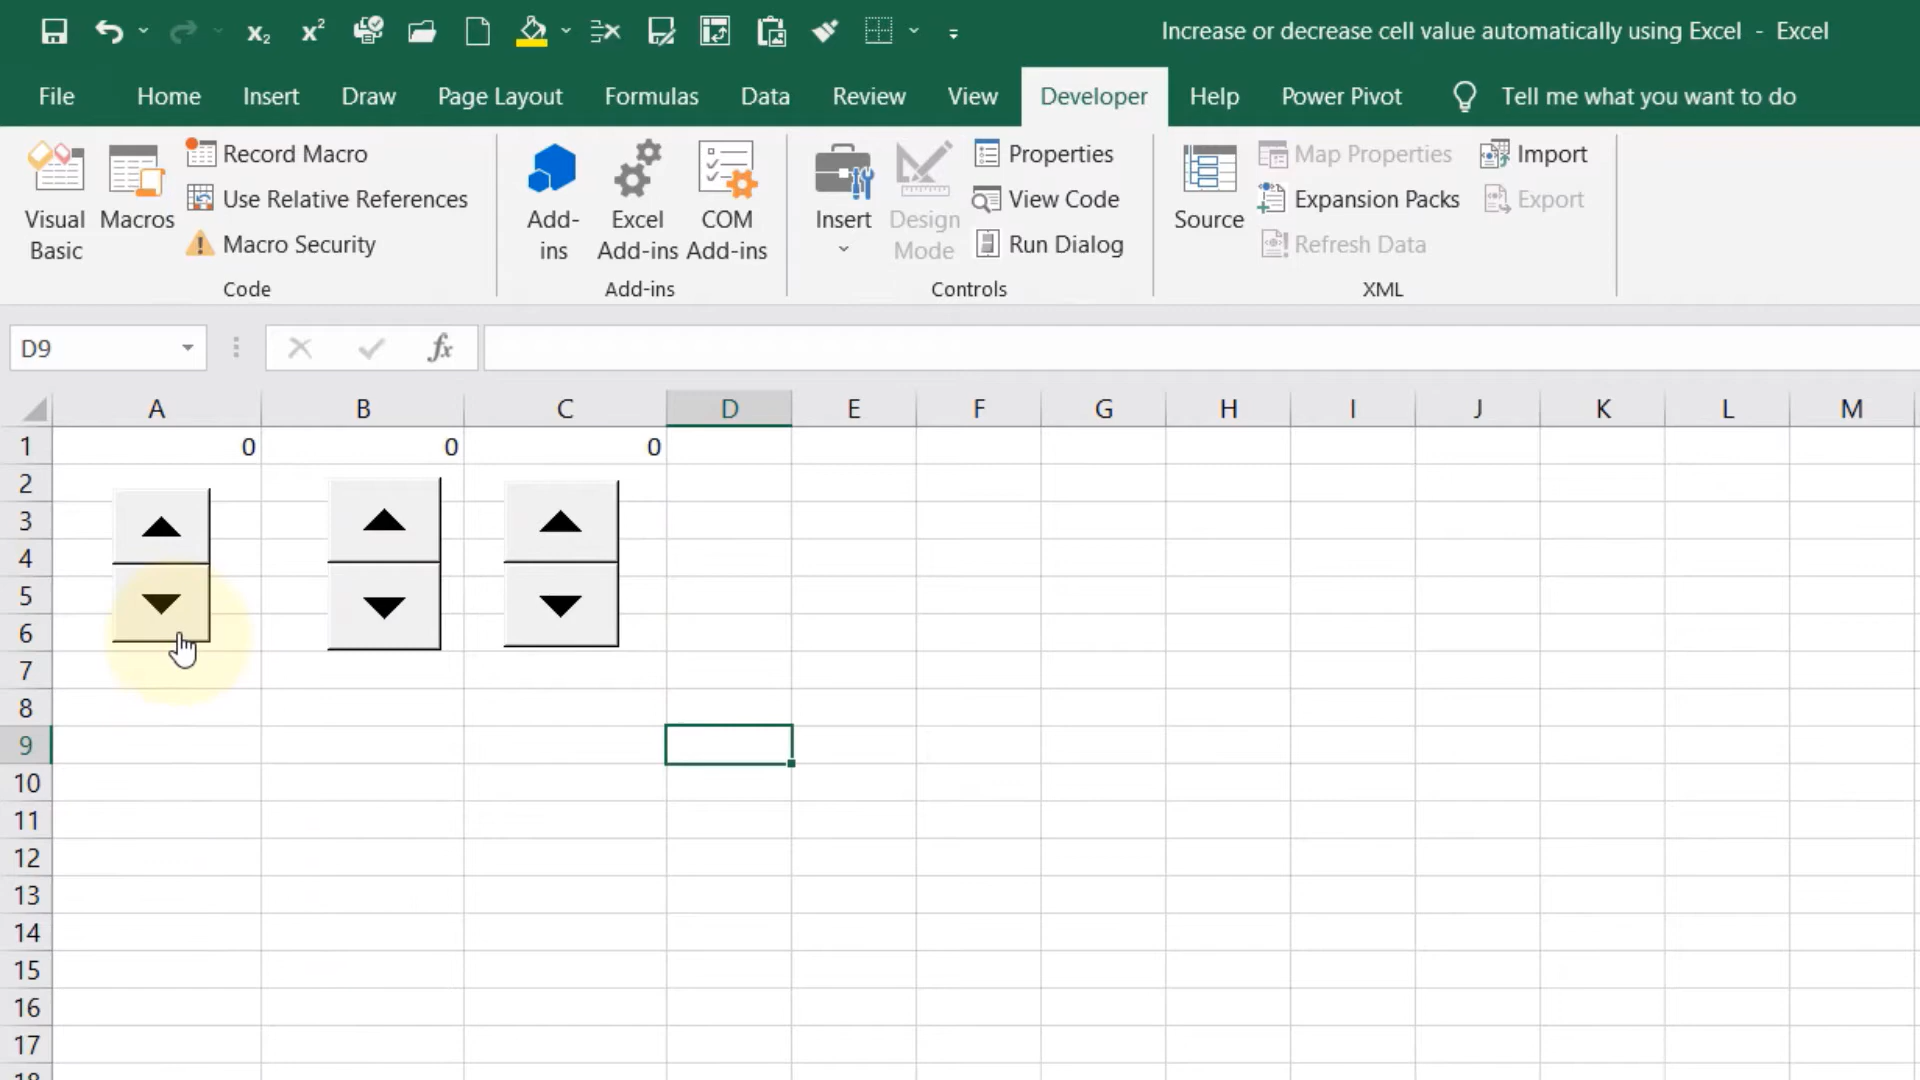 x₂ x² Increase or decrease cell value automatically using Excel - Excel
File Home Insert Draw Page Layout Formulas Data Review View Developer Help Power Pivot Tell me what you want to do
Visual Basic
Macros
Record Macro
Use Relative References
Macro Security
Code
Add-ins
Excel Add-ins
COM Add-ins
Add-ins
Insert
Design Mode
Properties
View Code
Run Dialog
Controls
Source
Map Properties
Expansion Packs
Refresh Data
Import
Export
XML
D9 fx
A B C D E F G H I J K L M
1 0 0 0
2
3
4
5
6
7
8
9
10
11
12
13
14
15
16
17
18